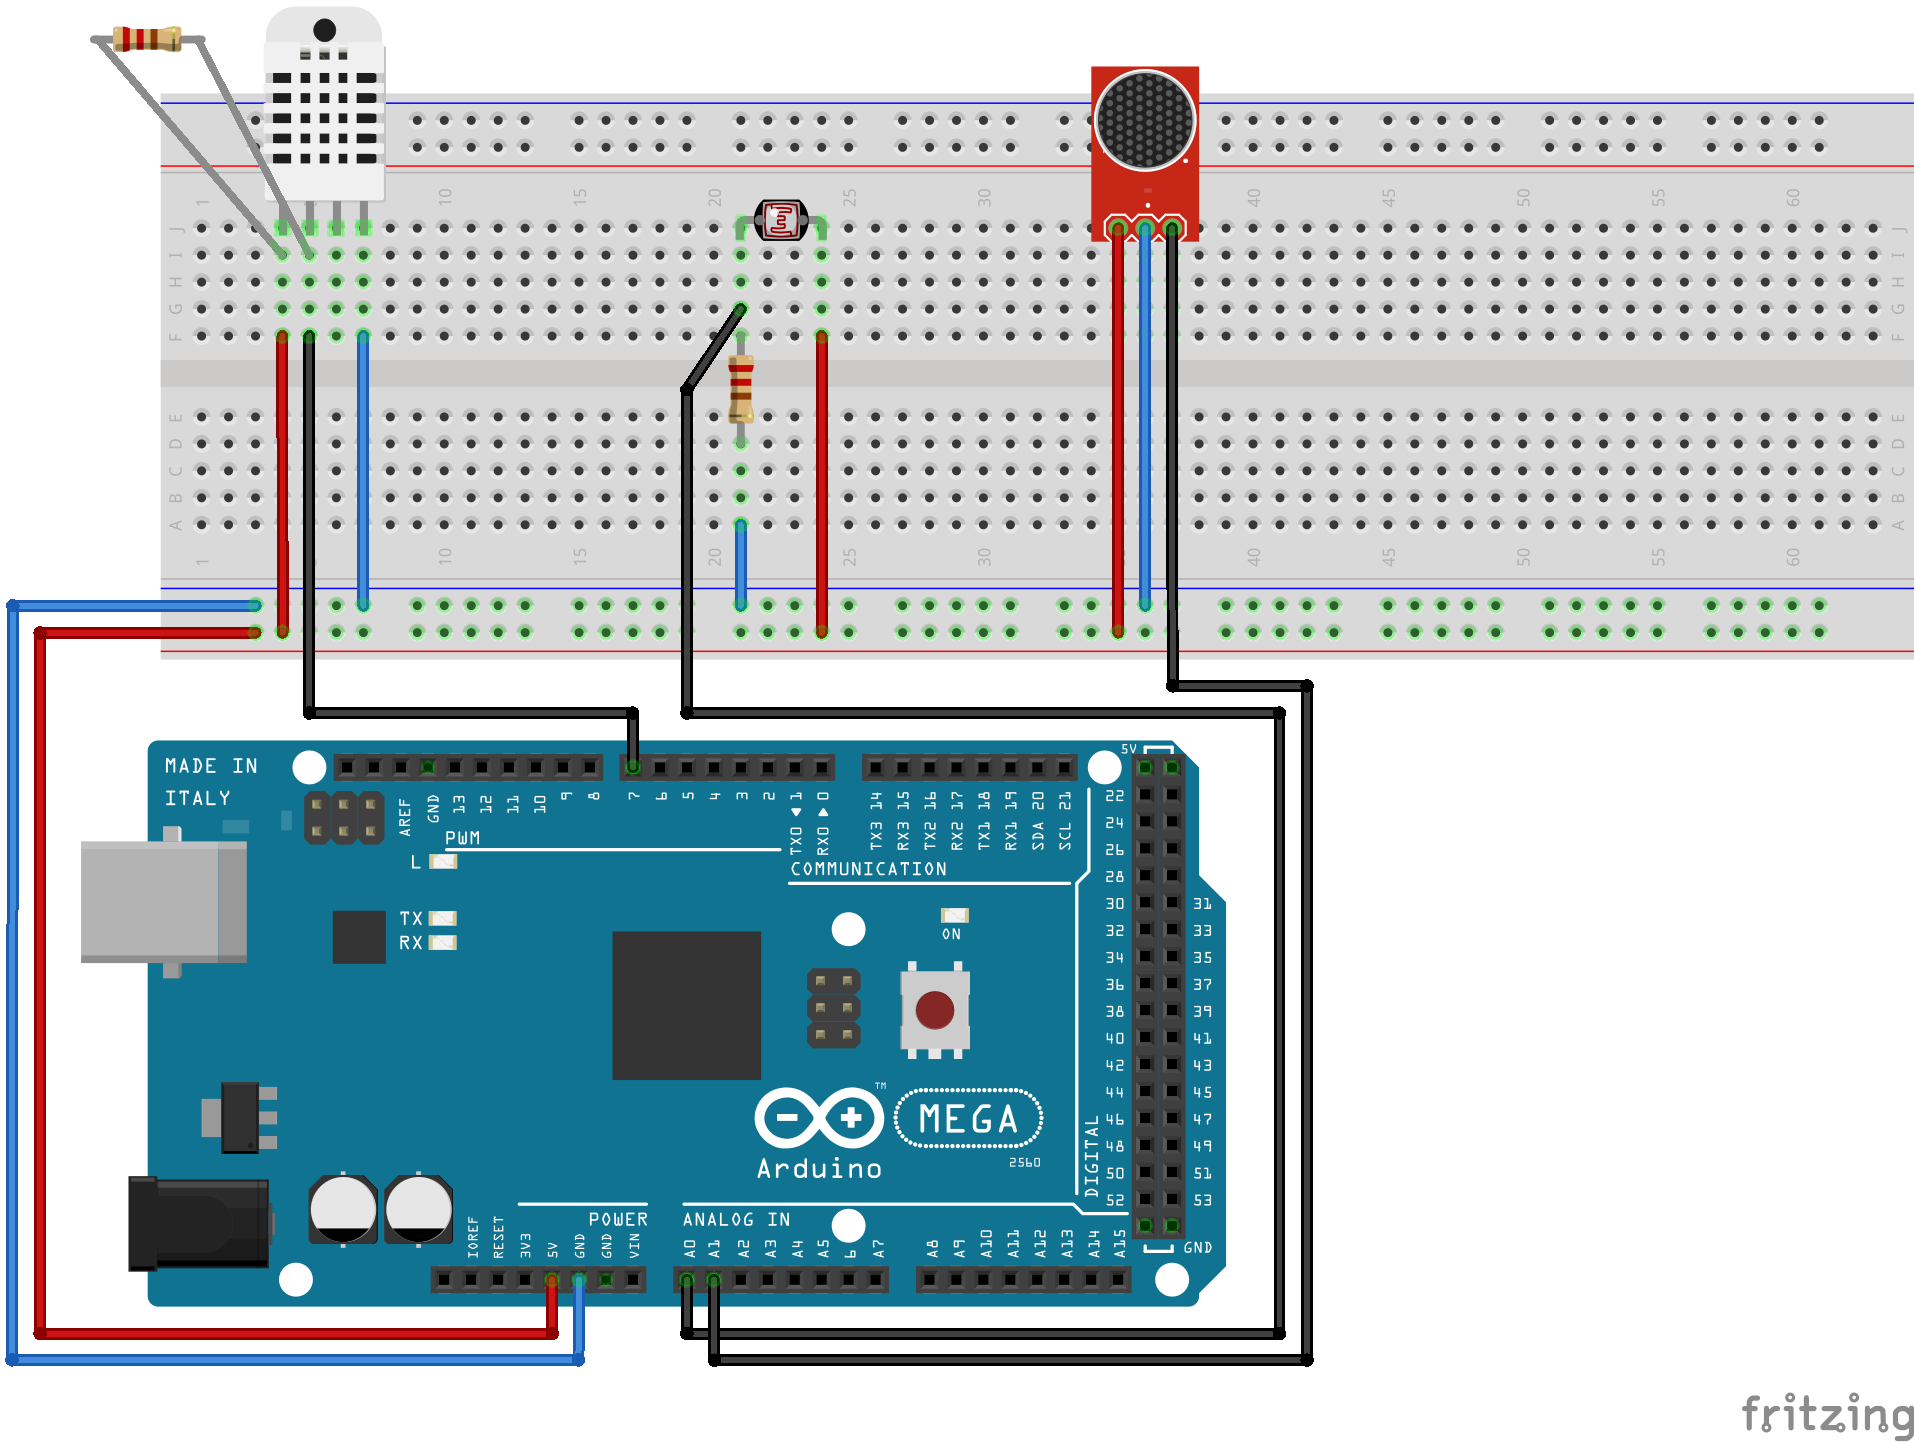 1 10 15 20 25 30 40 45 50 55 60
J J
I I
H H
G G
F F
E E
D D
C C
B B
A A
1 10 15 20 25 30 40 45 50 55 60
MADE IN
ITALY
AREF GND 13 12 11 10 9 8 7 6 5 4 3 2 TX0 1 RX0 0 TX3 14 RX3 15 TX2 16 RX2 17 TX1 18 RX1 19 SDA 20 SCL 21
5V
PWM
L
COMMUNICATION
TX
RX
ON
22
24
26
28
30 31
32 33
34 35
36 37
38 39
40 41
42 43
44 45
46 47
48 49
50 51
52 53
DIGITAL
GND
TM
MEGA
Arduino
2560
POWER
ANALOG IN
IOREF RESET 3V3 5V GND GND VIN A0 A1 A2 A3 A4 A5 6 A7 A8 A9 A10 A11 A12 A13 A14 A15
fritzing